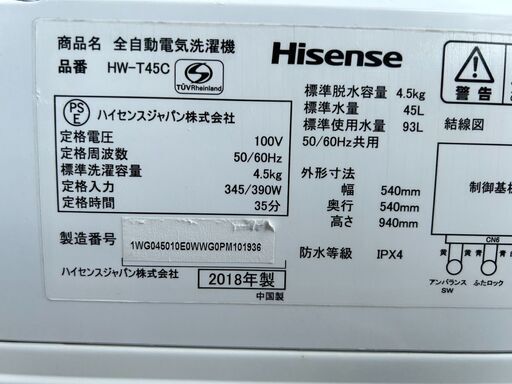 商品名 全自動電気洗濯機
品番 HW-T45C
TÜVRheinland
Hisense
PS
E
ハイセンスジャパン株式会社
定格電圧 100V
定格周波数 50/60Hz
標準洗濯容量 4.5kg
定格入力 345/390W
定格時間 35分
製造番号 1WG045010E0WWG0PM101936
ハイセンスジャパン株式会社 2018年製
中国製
標準脱水容量 4.5kg
標準水量 45L
標準使用水量 93L
50/60Hz共用
外形寸法
幅 540mm
奥行 540mm
高さ 940mm
防水等級 IPX4
警告
結線図
制御基板
CN6
黄 黄 青 青
アンバランス
SW
ふたロック